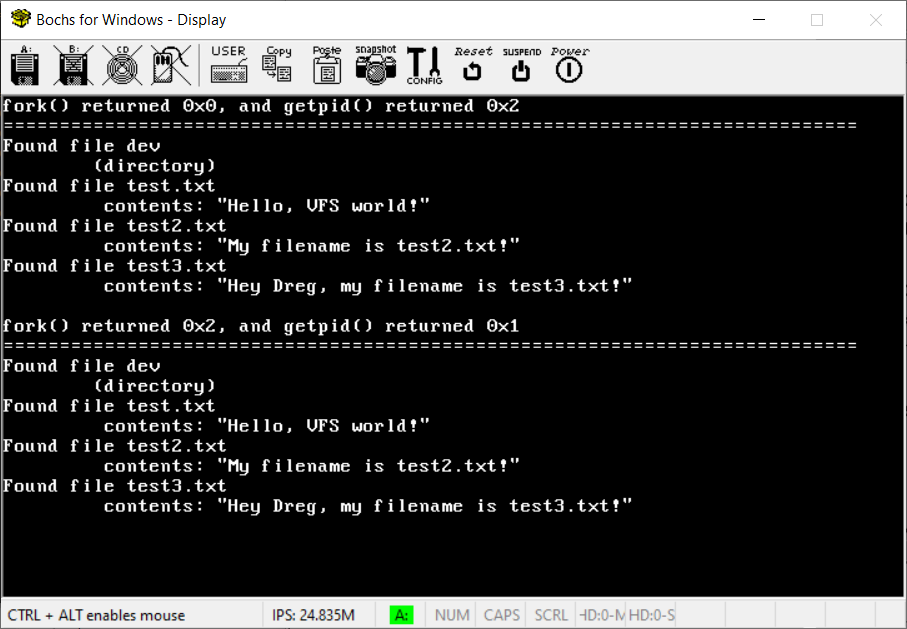 Bochs for Windows - Display
A: B: CD USER Copy Paste snapshot CONFIG Reset SUSPEND Power
fork() returned 0x0, and getpid() returned 0x2
============================================================================
Found file dev
(directory)
Found file test.txt
contents: "Hello, VFS world!"
Found file test2.txt
contents: "My filename is test2.txt!"
Found file test3.txt
contents: "Hey Dreg, my filename is test3.txt!"
fork() returned 0x2, and getpid() returned 0x1
============================================================================
Found file dev
(directory)
Found file test.txt
contents: "Hello, VFS world!"
Found file test2.txt
contents: "My filename is test2.txt!"
Found file test3.txt
contents: "Hey Dreg, my filename is test3.txt!"
CTRL + ALT enables mouse IPS: 24.835M A: NUM CAPS SCRL HD:0-M HD:0-S